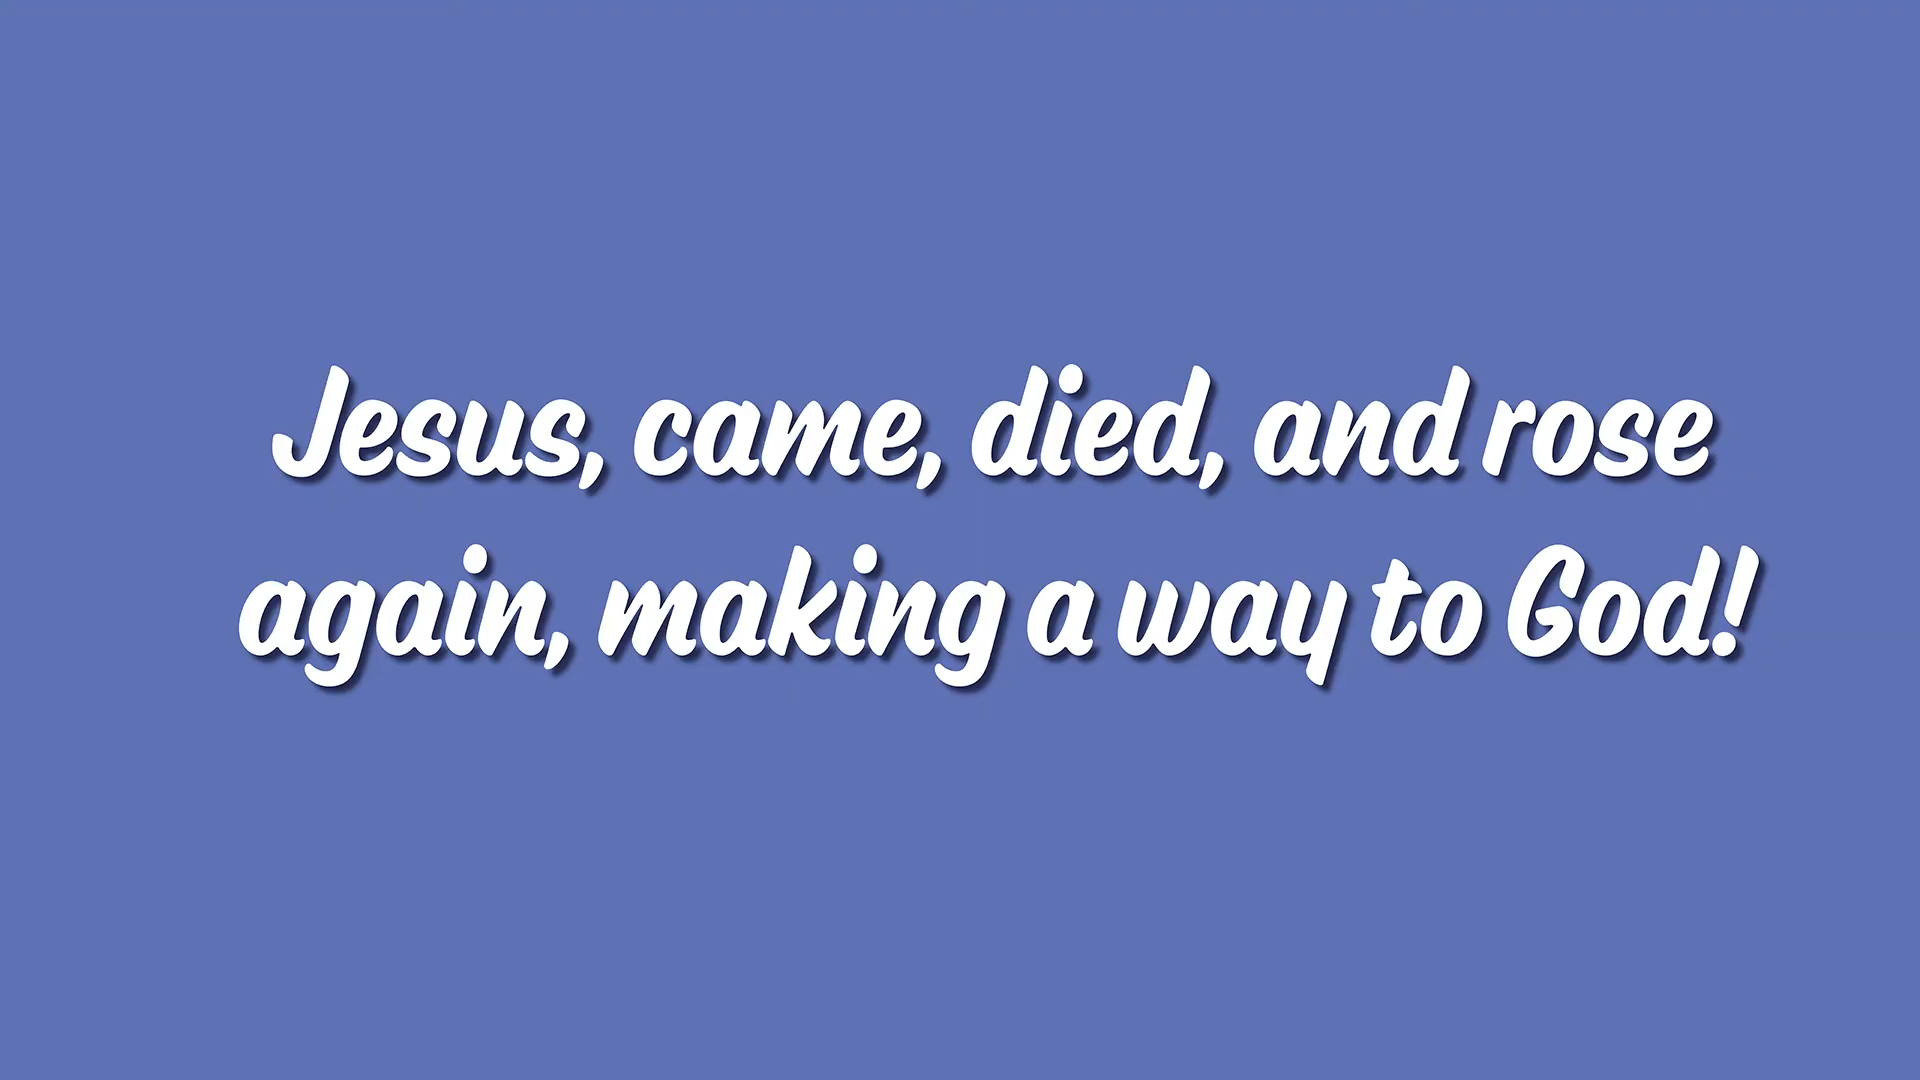 Jesus, came, died, and rose
again, making a way to God!